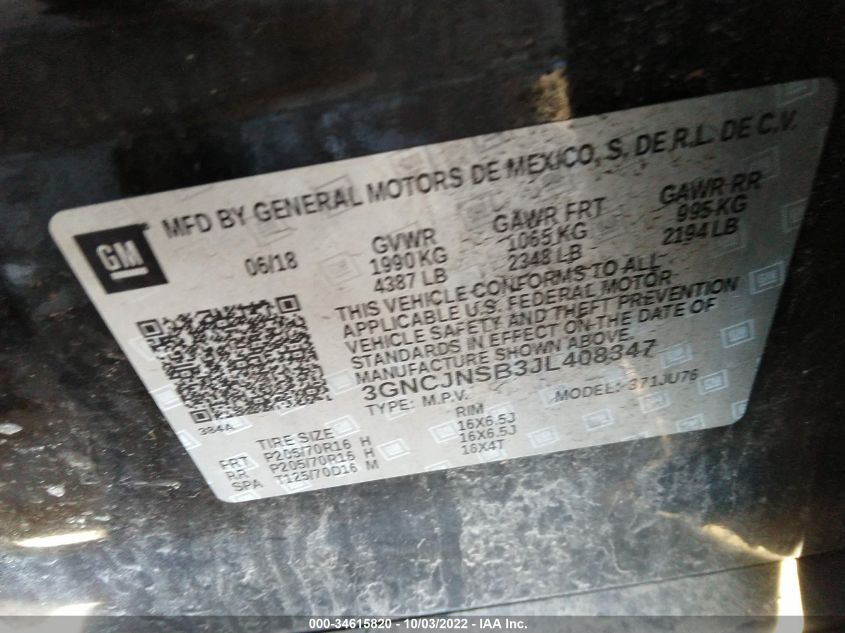 MFD BY GENERAL MOTORS DE MEXICO, S. DE R.L. DE C.V.
GM
06/18 GVWR GAWR FRT GAWR RR
1990 KG 1065 KG 995 KG
4387 LB 2348 LB 2194 LB
THIS VEHICLE CONFORMS TO ALL
APPLICABLE U.S. FEDERAL MOTOR
VEHICLE SAFETY AND THEFT PREVENTION
STANDARDS IN EFFECT ON THE DATE OF
MANUFACTURE SHOWN ABOVE.
3GNCJNSB3JL408347
TYPE: M.P.V. MODEL: 371JU76
384A
TIRE SIZE RIM
FRT P205/70R16 H 16X6.5J
RR P205/70R16 H 16X6.5J
SPA T125/70D16 M 16X4T
000-34615820 - 10/03/2022 - IAA Inc.